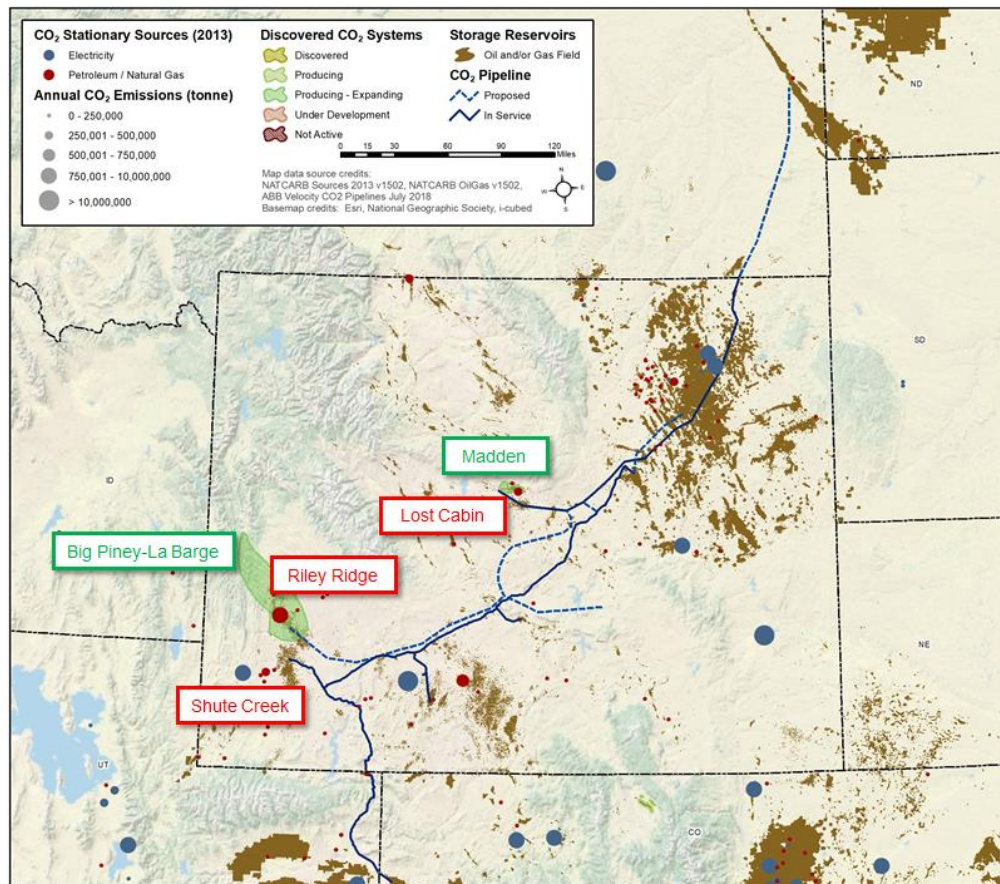 CO₂ Stationary Sources (2013)
Electricity
Petroleum / Natural Gas
Annual CO₂ Emissions (tonne)
0 - 250,000
250,001 - 500,000
500,001 - 750,000
750,001 - 10,000,000
> 10,000,000
Discovered CO₂ Systems
Discovered
Producing
Producing - Expanding
Under Development
Not Active
Storage Reservoirs
Oil and/or Gas Field
CO₂ Pipeline
Proposed
In Service
0 15 30 60 90 120
Miles
Map data source credits:
NATCARB Sources 2013 v1502, NATCARB OilGas v1502,
ABB Velocity CO2 Pipelines July 2018
Basemap credits: Esri, National Geographic Society, i-cubed
N
W E
S
ND
SD
ID
Madden
Lost Cabin
Big Piney-La Barge
Riley Ridge
NE
Shute Creek
UT
CO